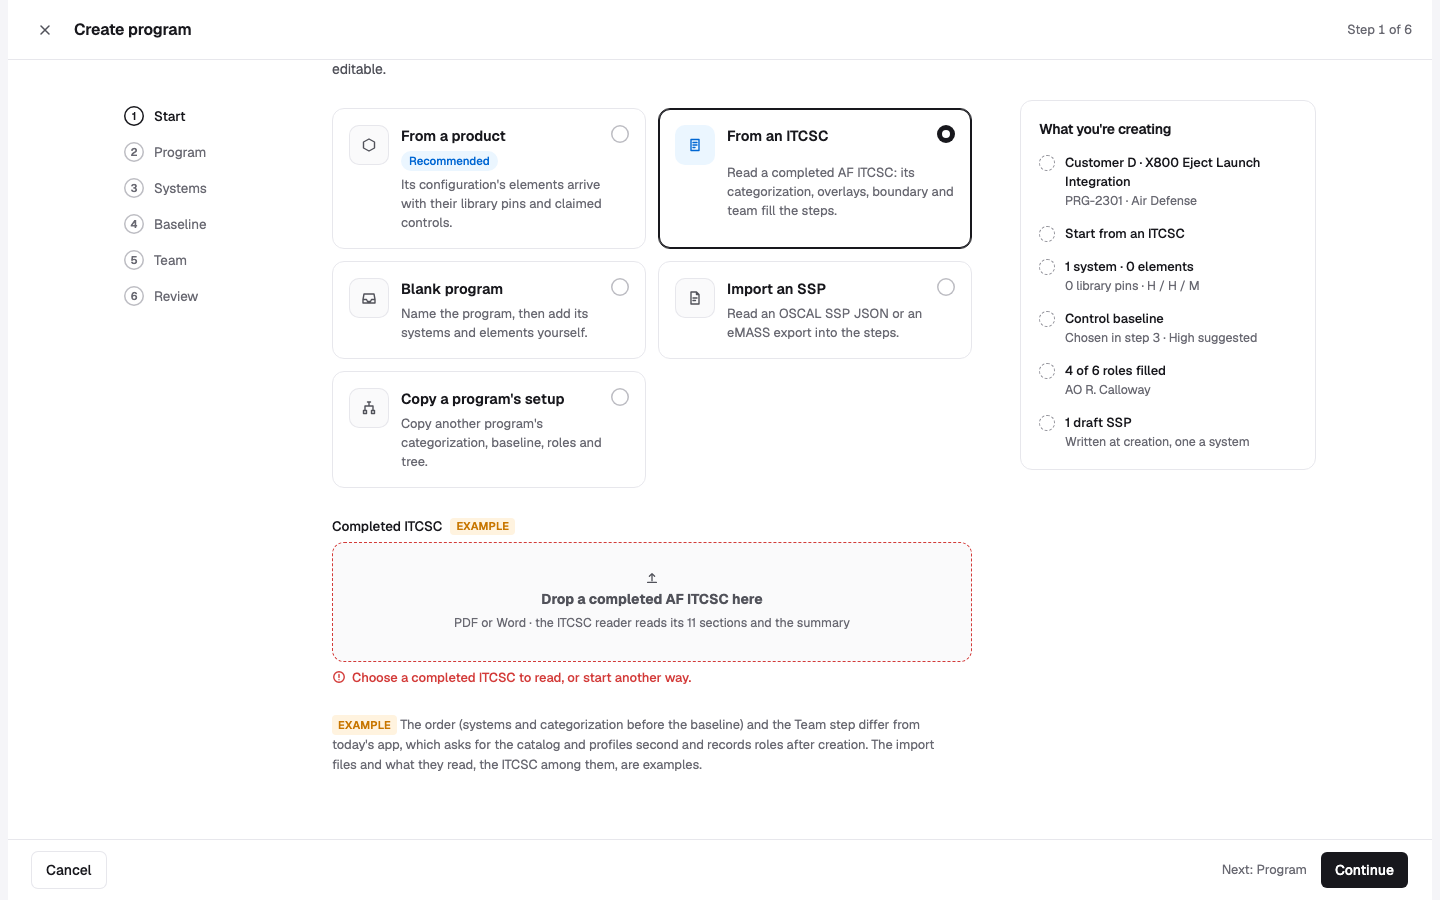 Create program
Step 1 of 6
1 Start
2 Program
3 Systems
4 Baseline
5 Team
6 Review
editable.
From a product
Recommended
Its configuration's elements arrive
with their library pins and claimed
controls.
From an ITCSC
Read a completed AF ITCSC: its
categorization, overlays, boundary and
team fill the steps.
Blank program
Name the program, then add its
systems and elements yourself.
Import an SSP
Read an OSCAL SSP JSON or an
eMASS export into the steps.
Copy a program's setup
Copy another program's
categorization, baseline, roles and
tree.
Completed ITCSC EXAMPLE
Drop a completed AF ITCSC here
PDF or Word · the ITCSC reader reads its 11 sections and the summary
Choose a completed ITCSC to read, or start another way.
EXAMPLE The order (systems and categorization before the baseline) and the Team step differ from
today's app, which asks for the catalog and profiles second and records roles after creation. The import
files and what they read, the ITCSC among them, are examples.
What you're creating
Customer D · X800 Eject Launch
Integration
PRG-2301 · Air Defense
Start from an ITCSC
1 system · 0 elements
0 library pins · H / H / M
Control baseline
Chosen in step 3 · High suggested
4 of 6 roles filled
AO R. Calloway
1 draft SSP
Written at creation, one a system
Cancel
Next: Program
Continue